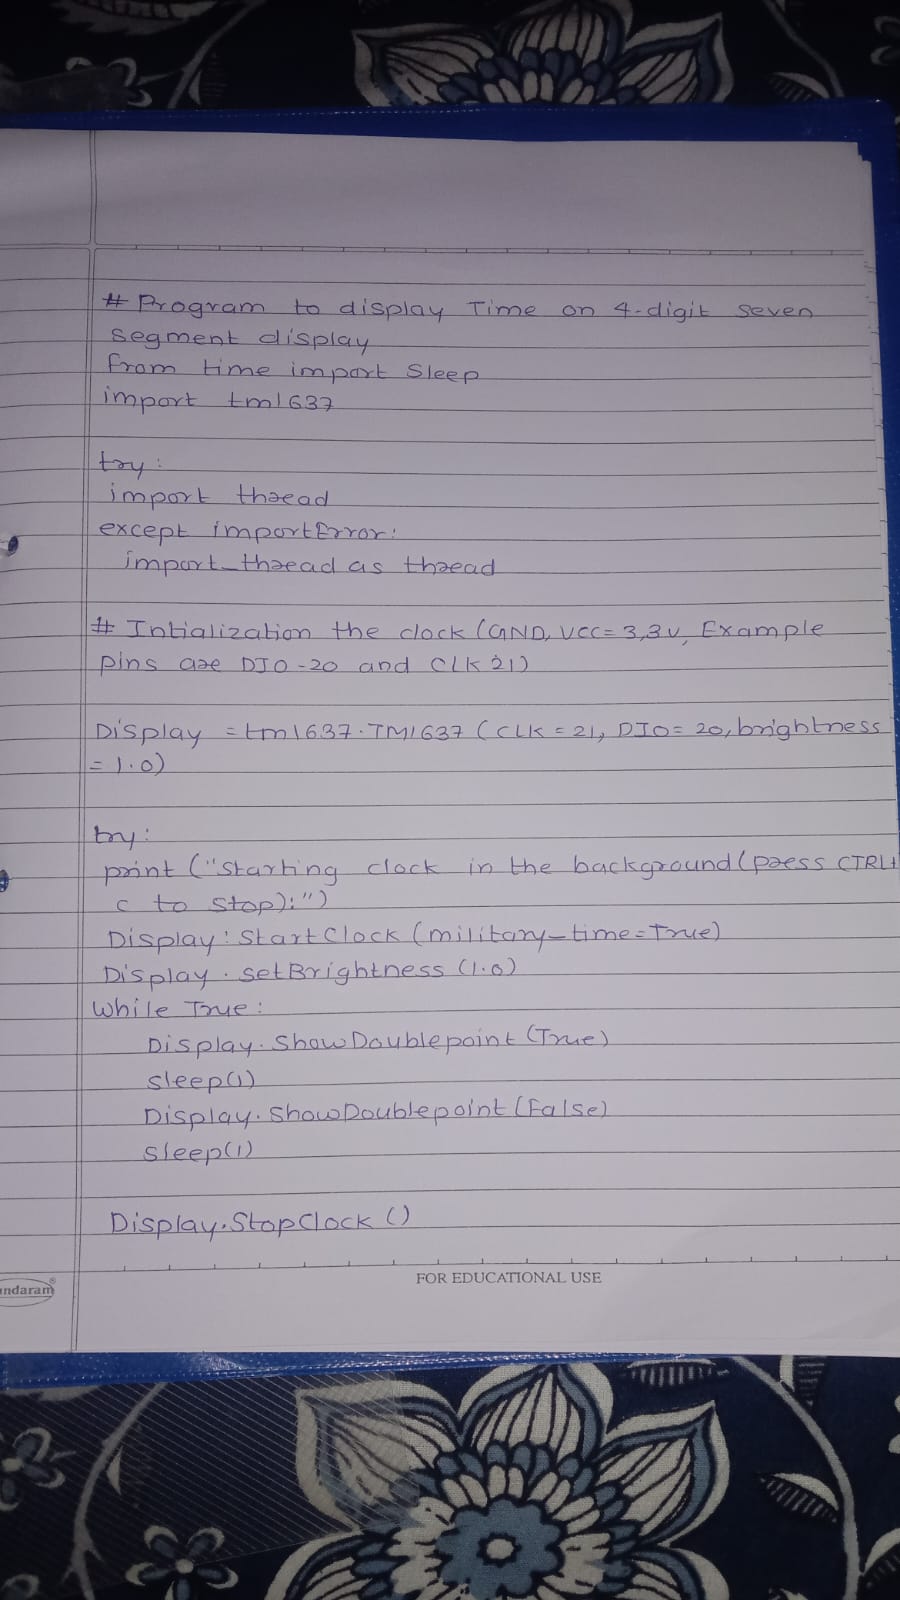 # Program to display Time on 4-digit seven
segment display
from time import Sleep
import tm1637
try:
import thread
except importError:
import_thread as thread
# Intialization the clock (GND, VCC= 3,3v, Example
pins are DIO-20 and CLK 21)
Display = tm1637.TM1637 (CLK = 21, DIO= 20, brightness
= 1.0)
try:
print ("Starting clock in the background (press CTRL+
C to stop):")
Display: StartClock (military_time=True)
Display. setBrightness (1.0)
While True:
Display. ShowDoublepoint (True)
sleep(1)
Display. ShowDoublepoint (False)
Sleep(1)
Display.StopClock ()
FOR EDUCATIONAL USE
ndaram